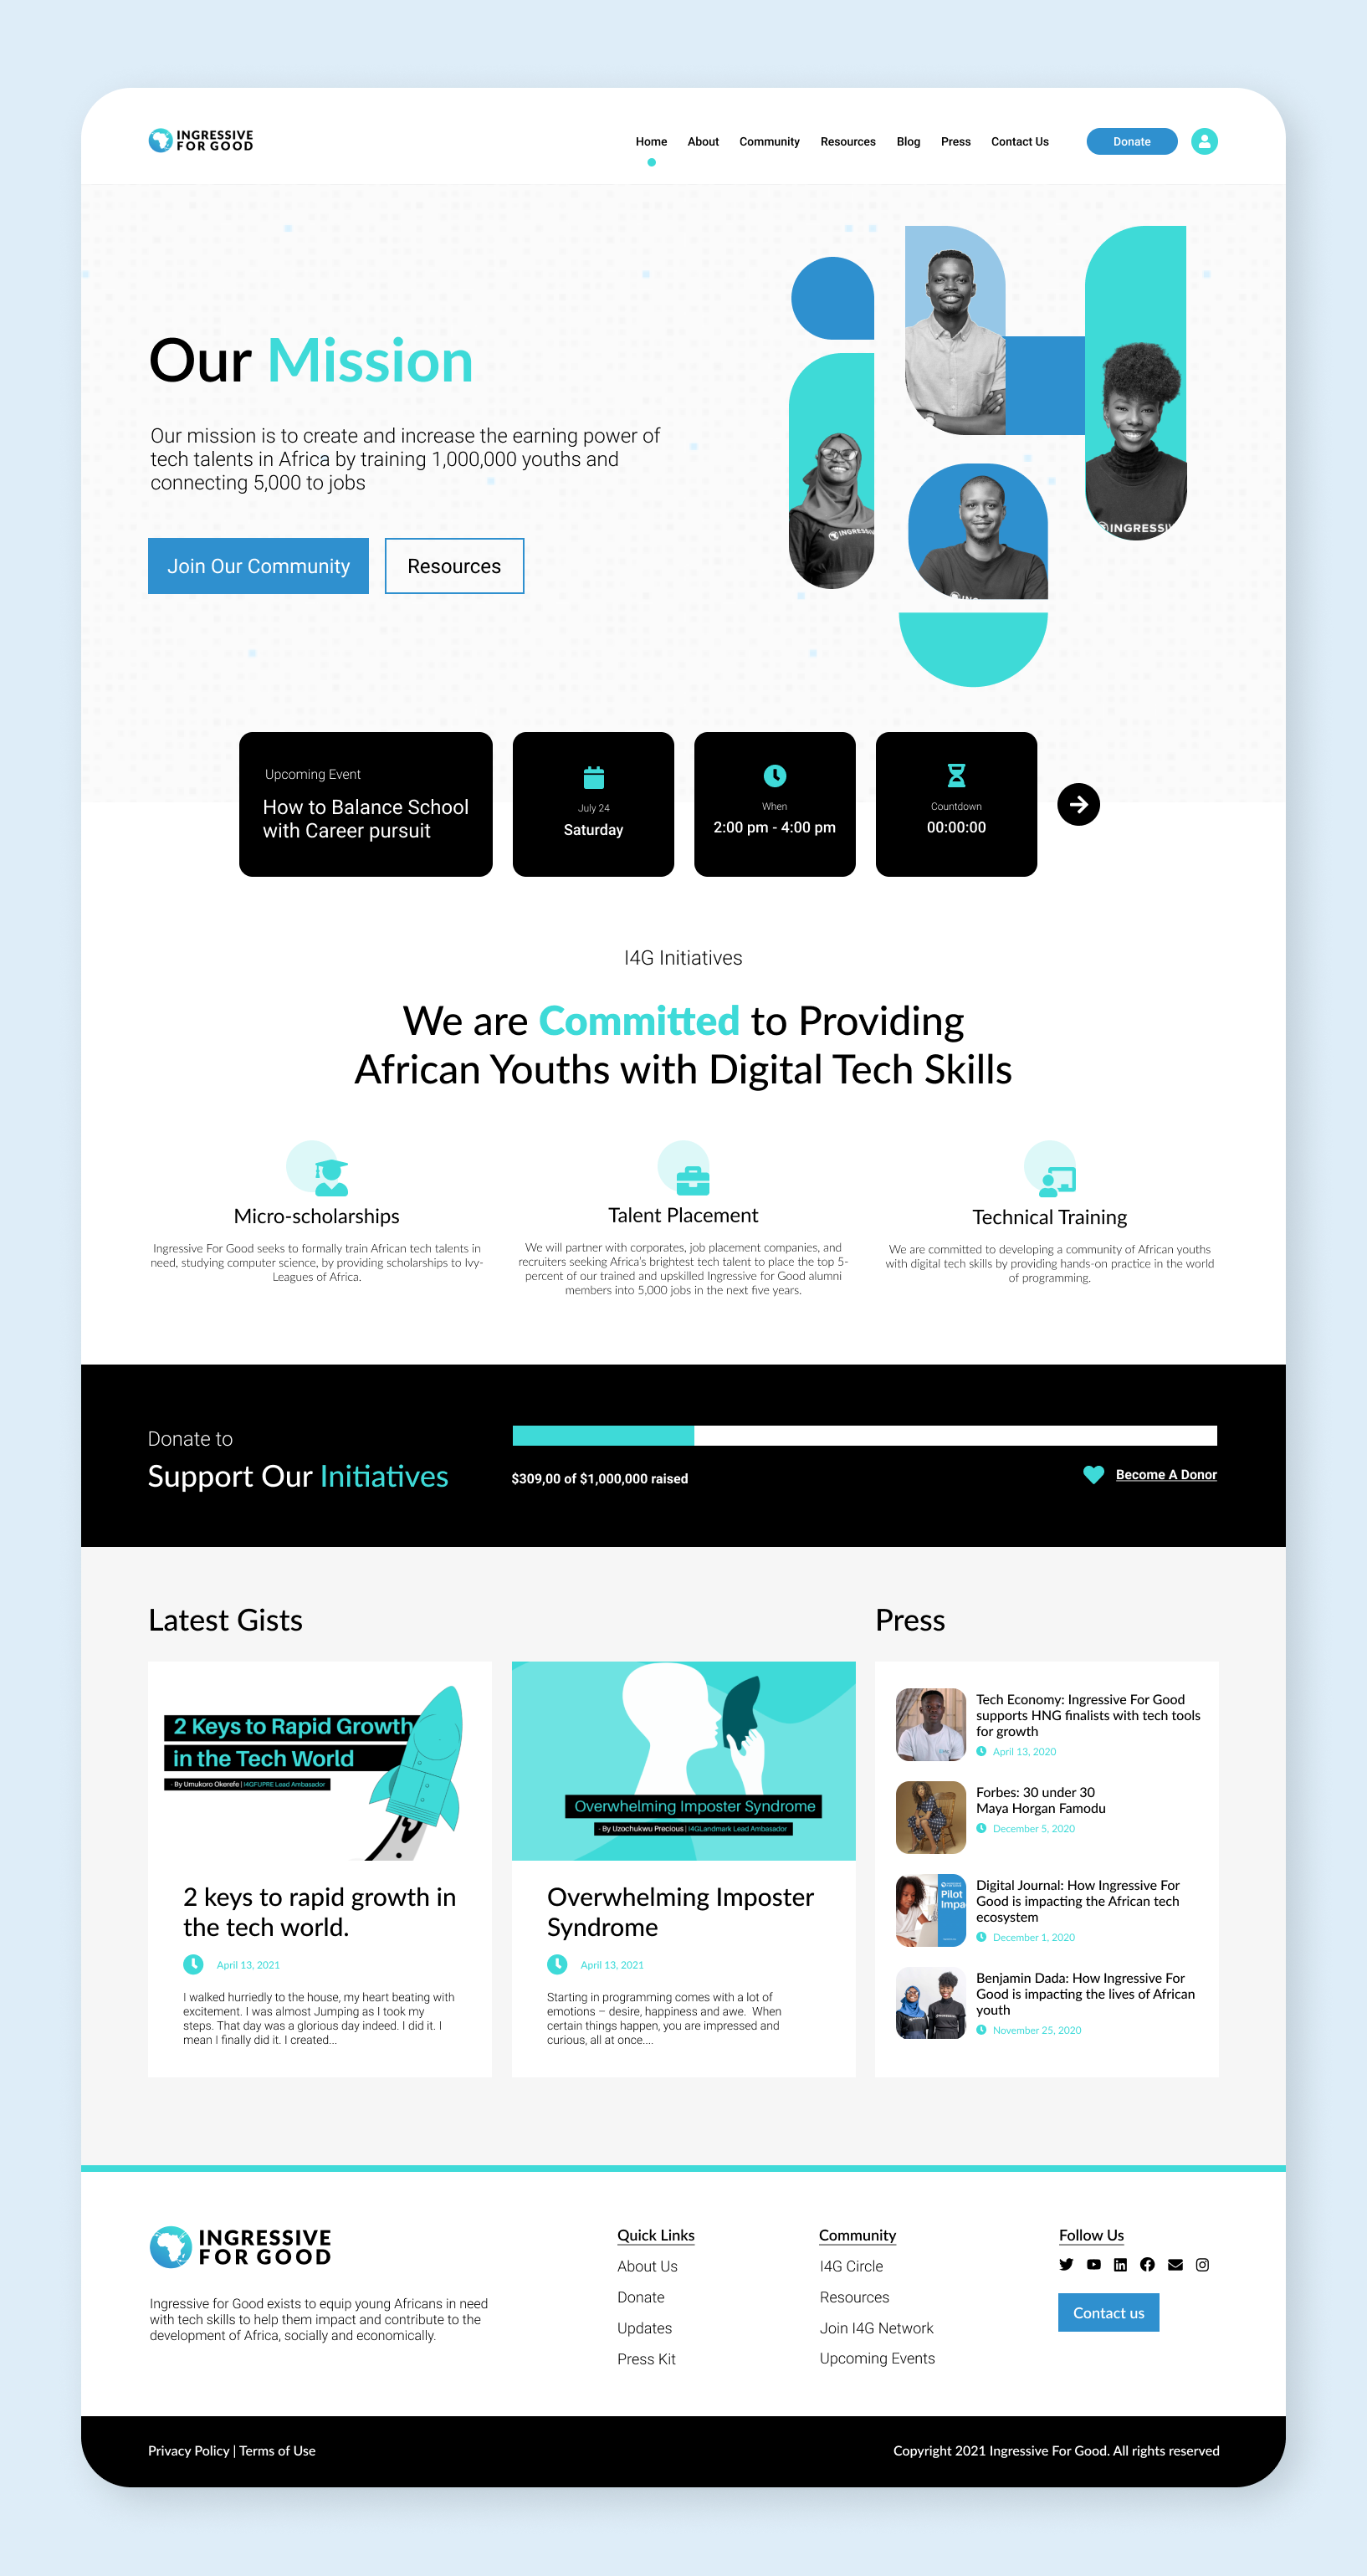 INGRESSIVE
FOR GOOD
Home
About
Community
Resources
Blog
Press
Contact Us
Donate
Our Mission
Our mission is to create and increase the earning power of
tech talents in Africa by training 1,000,000 youths and
connecting 5,000 to jobs
Join Our Community
Resources
INGRESSIV
Upcoming Event
How to Balance School
with Career pursuit
July 24
Saturday
When
2:00 pm - 4:00 pm
Countdown
00:00:00
I4G Initiatives
We are Committed to Providing
African Youths with Digital Tech Skills
Micro-scholarships
Ingressive For Good seeks to formally train African tech talents in
need, studying computer science, by providing scholarships to Ivy-
Leagues of Africa.
Talent Placement
We will partner with corporates, job placement companies, and
recruiters seeking Africa's brightest tech talent to place the top 5-
percent of our trained and upskilled Ingressive for Good alumni
members into 5,000 jobs in the next five years.
Technical Training
We are committed to developing a community of African youths
with digital tech skills by providing hands-on practice in the world
of programming.
Donate to
Support Our Initiatives
$309,00 of $1,000,000 raised
Become A Donor
Latest Gists
2 Keys to Rapid Growth
in the Tech World
- By Umukoro Okerefe | I4GFUPRE Lead Ambasador
2 keys to rapid growth in
the tech world.
April 13, 2021
I walked hurriedly to the house, my heart beating with
excitement. I was almost Jumping as I took my
steps. That day was a glorious day indeed. I did it. I
mean I finally did it. I created...
Overwhelming Imposter Syndrome
- By Uzochukwu Precious | I4GLandmark Lead Ambasador
Overwhelming Imposter
Syndrome
April 13, 2021
Starting in programming comes with a lot of
emotions – desire, happiness and awe. When
certain things happen, you are impressed and
curious, all at once....
Press
Tech Economy: Ingressive For Good
supports HNG finalists with tech tools
for growth
April 13, 2020
Forbes: 30 under 30
Maya Horgan Famodu
December 5, 2020
Pilot
Impa
Digital Journal: How Ingressive For
Good is impacting the African tech
ecosystem
December 1, 2020
Benjamin Dada: How Ingressive For
Good is impacting the lives of African
youth
November 25, 2020
INGRESSIVE
FOR GOOD
Ingressive for Good exists to equip young Africans in need
with tech skills to help them impact and contribute to the
development of Africa, socially and economically.
Quick Links
About Us
Donate
Updates
Press Kit
Community
I4G Circle
Resources
Join I4G Network
Upcoming Events
Follow Us
Contact us
Privacy Policy | Terms of Use
Copyright 2021 Ingressive For Good. All rights reserved